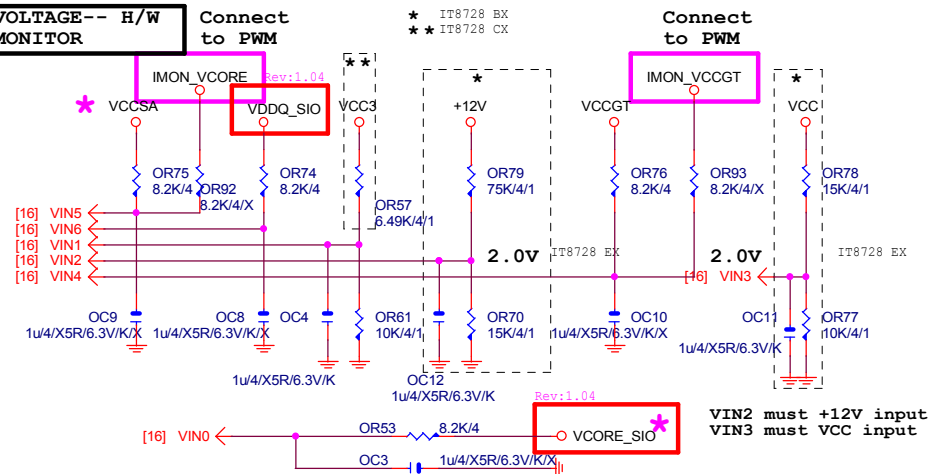 VOLTAGE-- H/W
MONITOR
Connect
to PWM
* IT8728 BX
** IT8728 CX
Connect
to PWM
IMON_VCORE
Rev:1.04
**
*
IMON_VCCGT
*
* VCCSA
VDDQ_SIO
VCC3
+12V
VCCGT
VCC
OR75
8.2K/4
OR92
8.2K/4/X
OR74
8.2K/4
OR57
6.49K/4/1
OR79
75K/4/1
OR76
8.2K/4
OR93
8.2K/4/X
OR78
15K/4/1
[16] VIN5
[16] VIN6
[16] VIN1
[16] VIN2
[16] VIN4
2.0V
IT8728 EX
2.0V
IT8728 EX
[16] VIN3
OC9
1u/4/X5R/6.3V/K/X
OC8
1u/4/X5R/6.3V/K/X
OC4
1u/4/X5R/6.3V/K
OR61
10K/4/1
OC12
1u/4/X5R/6.3V/K
OR70
15K/4/1
OC10
1u/4/X5R/6.3V/K/X
OC11
1u/4/X5R/6.3V/K
OR77
10K/4/1
Rev:1.04
[16] VIN0
OR53
8.2K/4
VCORE_SIO *
OC3
1u/4/X5R/6.3V/K/X
VIN2 must +12V input
VIN3 must VCC input